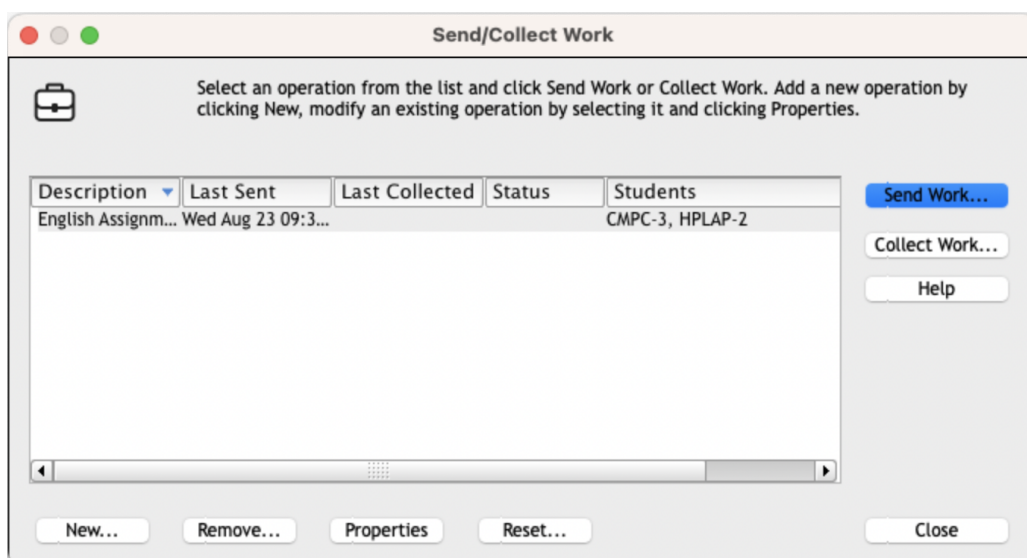 Send/Collect Work
Select an operation from the list and click Send Work or Collect Work. Add a new operation by
clicking New, modify an existing operation by selecting it and clicking Properties.
Description Last Sent Last Collected Status Students
English Assignm... Wed Aug 23 09:3... CMPC-3, HPLAP-2
Send Work...
Collect Work...
Help
New... Remove... Properties Reset... Close